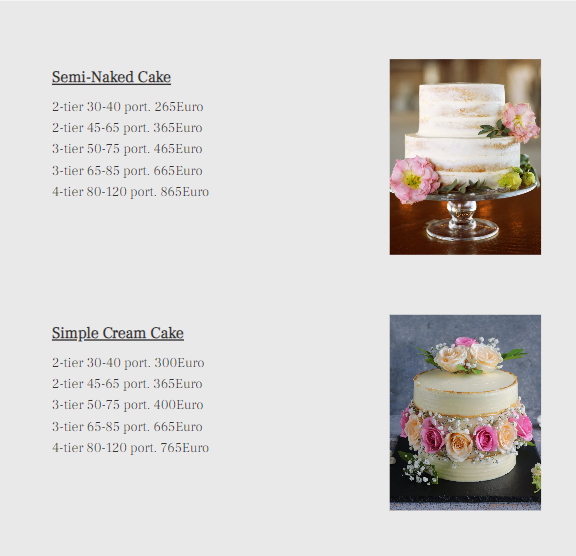 Semi-Naked Cake
2-tier 30-40 port. 265Euro
2-tier 45-65 port. 365Euro
3-tier 50-75 port. 465Euro
3-tier 65-85 port. 665Euro
4-tier 80-120 port. 865Euro
Simple Cream Cake
2-tier 30-40 port. 300Euro
2-tier 45-65 port. 365Euro
3-tier 50-75 port. 400Euro
3-tier 65-85 port. 665Euro
4-tier 80-120 port. 765Euro